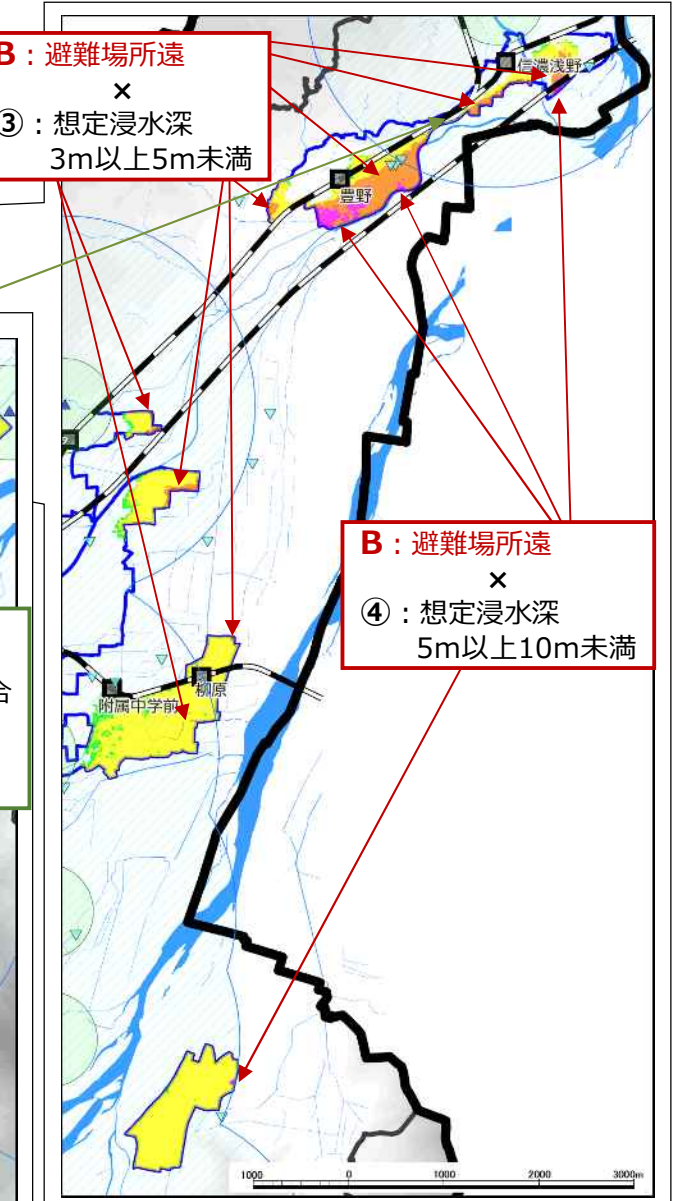 B：避難場所遠
×
③：想定浸水深
3m以上5m未満
信濃浅野
豊野
B：避難場所遠
×
④：想定浸水深
5m以上10m未満
合
柳原
附属中学前
1000 0 1000 2000 3000m